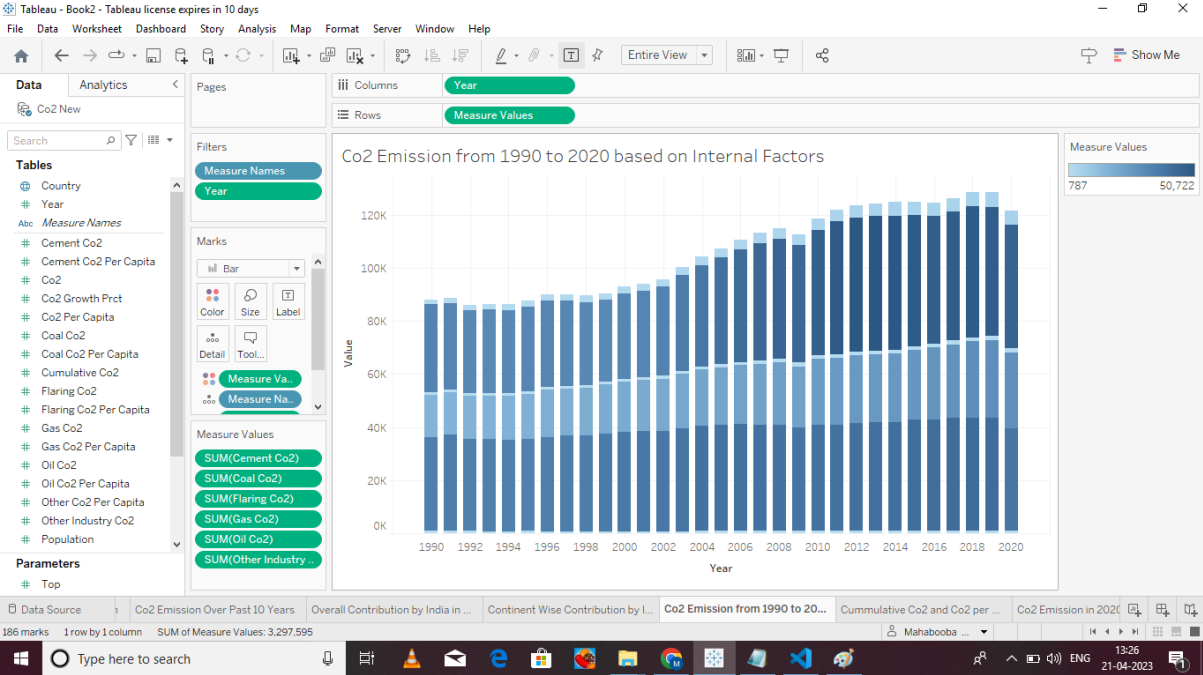 Tableau - Book2 - Tableau license expires in 10 days
File Data Worksheet Dashboard Story Analysis Map Format Server Window Help
Entire View
Show Me
Data Analytics
Co2 New
Search
Tables
Country
Year
Abc Measure Names
Cement Co2
Cement Co2 Per Capita
Co2
Co2 Growth Prct
Co2 Per Capita
Coal Co2
Coal Co2 Per Capita
Cumulative Co2
Flaring Co2
Flaring Co2 Per Capita
Gas Co2
Gas Co2 Per Capita
Oil Co2
Oil Co2 Per Capita
Other Co2 Per Capita
Other Industry Co2
Population
Parameters
Top
Pages
Filters
Measure Names
Year
Marks
Bar
Color Size Label
Detail Tool...
Measure Va..
Measure Na..
Measure Values
SUM(Cement Co2)
SUM(Coal Co2)
SUM(Flaring Co2)
SUM(Gas Co2)
SUM(Oil Co2)
SUM(Other Industry ..
Columns Year
Rows Measure Values
Co2 Emission from 1990 to 2020 based on Internal Factors
120K
100K
80K
60K
40K
20K
0K
Value
1990 1992 1994 1996 1998 2000 2002 2004 2006 2008 2010 2012 2014 2016 2018 2020
Year
Measure Values
787 50,722
Data Source Co2 Emission Over Past 10 Years Overall Contribution by India in ... Continent Wise Contribution by I... Co2 Emission from 1990 to 20... Cummulative Co2 and Co2 per ... Co2 Emission in 2020
186 marks 1 row by 1 column SUM of Measure Values: 3,297,595 Mahabooba ...
Type here to search
ENG
13:26
21-04-2023
1